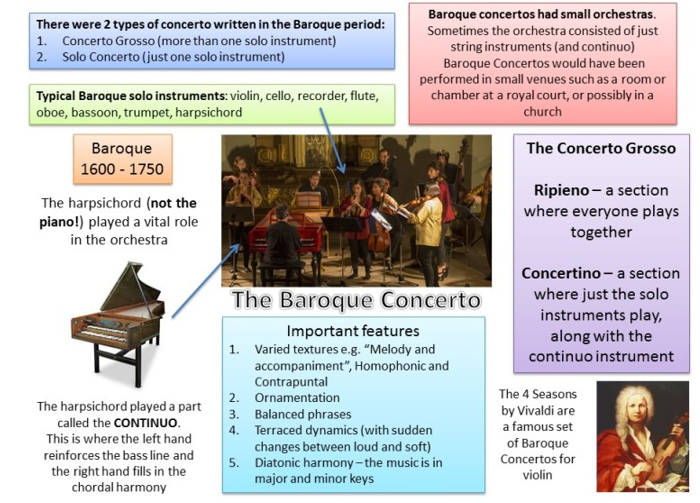 There were 2 types of concerto written in the Baroque period:
1. Concerto Grosso (more than one solo instrument)
2. Solo Concerto (just one solo instrument)
Typical Baroque solo instruments: violin, cello, recorder, flute,
oboe, bassoon, trumpet, harpsichord
Baroque concertos had small orchestras.
Sometimes the orchestra consisted of just
string instruments (and continuo)
Baroque Concertos would have been
performed in small venues such as a room or
chamber at a royal court, or possibly in a
church
Baroque
1600 - 1750
The harpsichord (not the
piano!) played a vital role
in the orchestra
The harpsichord played a part
called the CONTINUO.
This is where the left hand
reinforces the bass line and
the right hand fills in the
chordal harmony
The Baroque Concerto
Important features
1. Varied textures e.g. “Melody and
accompaniment”, Homophonic and
Contrapuntal
2. Ornamentation
3. Balanced phrases
4. Terraced dynamics (with sudden
changes between loud and soft)
5. Diatonic harmony – the music is in
major and minor keys
The Concerto Grosso
Ripieno – a section
where everyone plays
together
Concertino – a section
where just the solo
instruments play,
along with the
continuo instrument
The 4 Seasons
by Vivaldi are
a famous set
of Baroque
Concertos for
violin